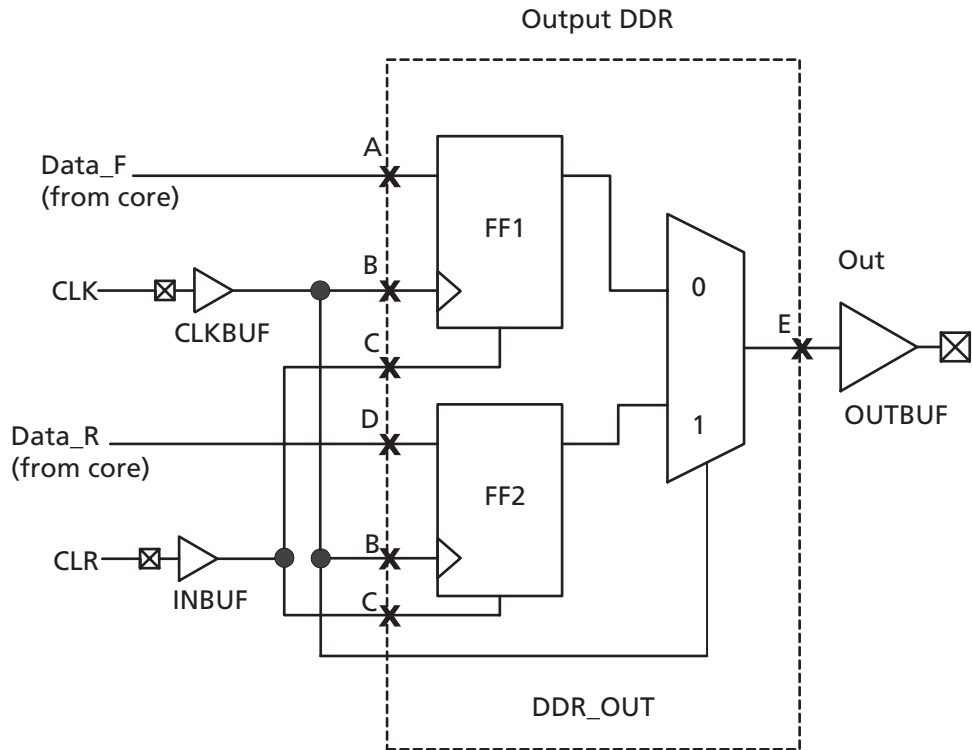 Output DDR
A
Data_F
(from core)
FF1
B
CLK
CLKBUF
0
Out
C
E
D
OUTBUF
Data_R
(from core)
1
FF2
B
CLR
INBUF
C
DDR_OUT